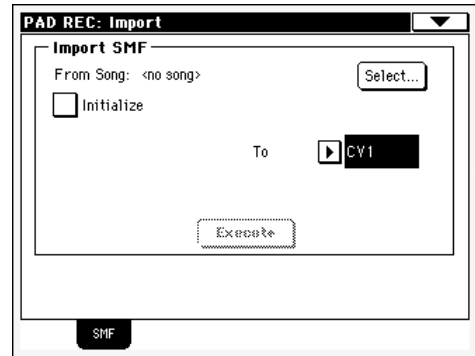 PAD REC: Import
Import SMF
From Song: <no song>
Select...
Initialize
To
CV1
Execute
SMF